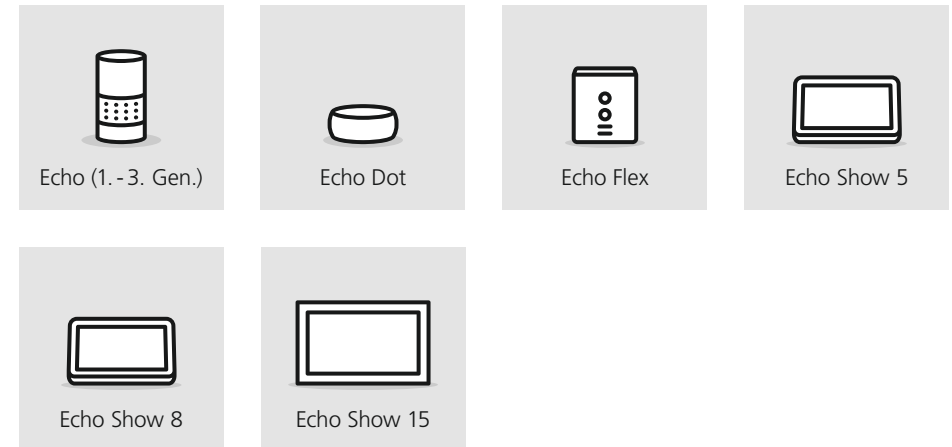 Echo (1. - 3. Gen.)
Echo Dot
Echo Flex
Echo Show 5
Echo Show 8
Echo Show 15